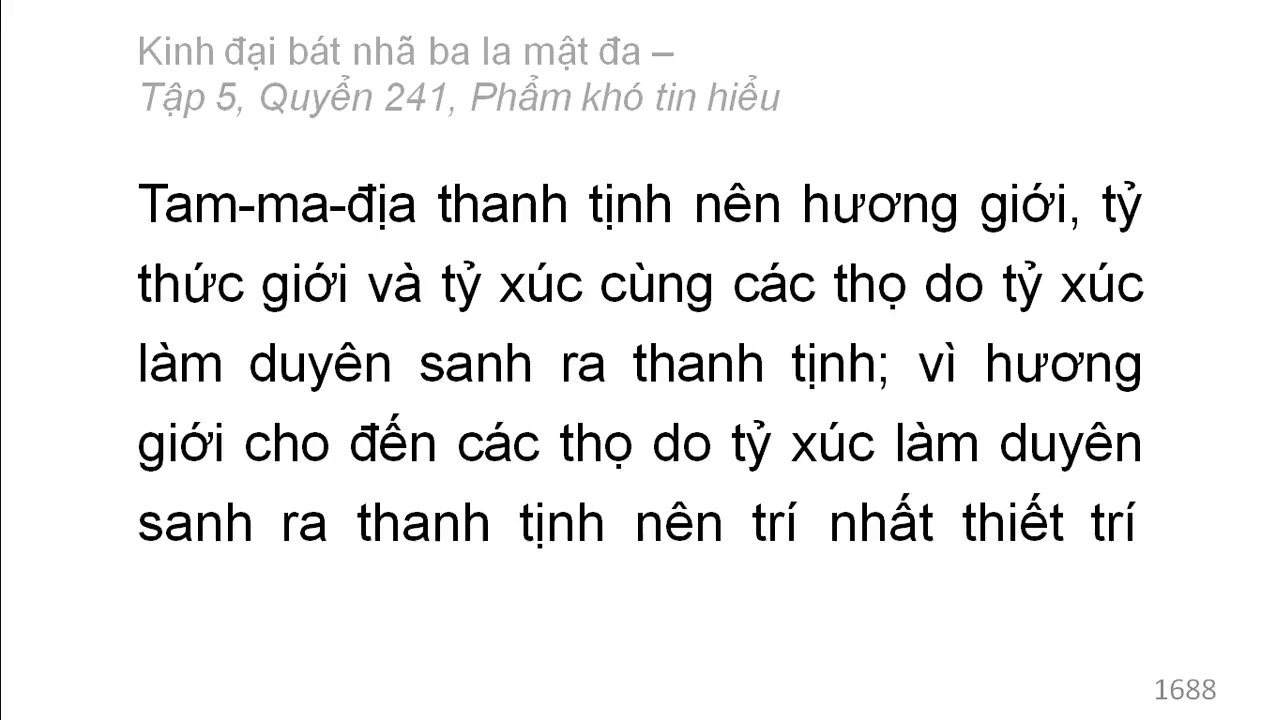 Kinh đại bát nhã ba la mật đa –
Tập 5, Quyển 241, Phẩm khó tin hiểu
Tam-ma-địa thanh tịnh nên hương giới, tỷ
thức giới và tỷ xúc cùng các thọ do tỷ xúc
làm duyên sanh ra thanh tịnh; vì hương
giới cho đến các thọ do tỷ xúc làm duyên
sanh ra thanh tịnh nên trí nhất thiết trí
1688